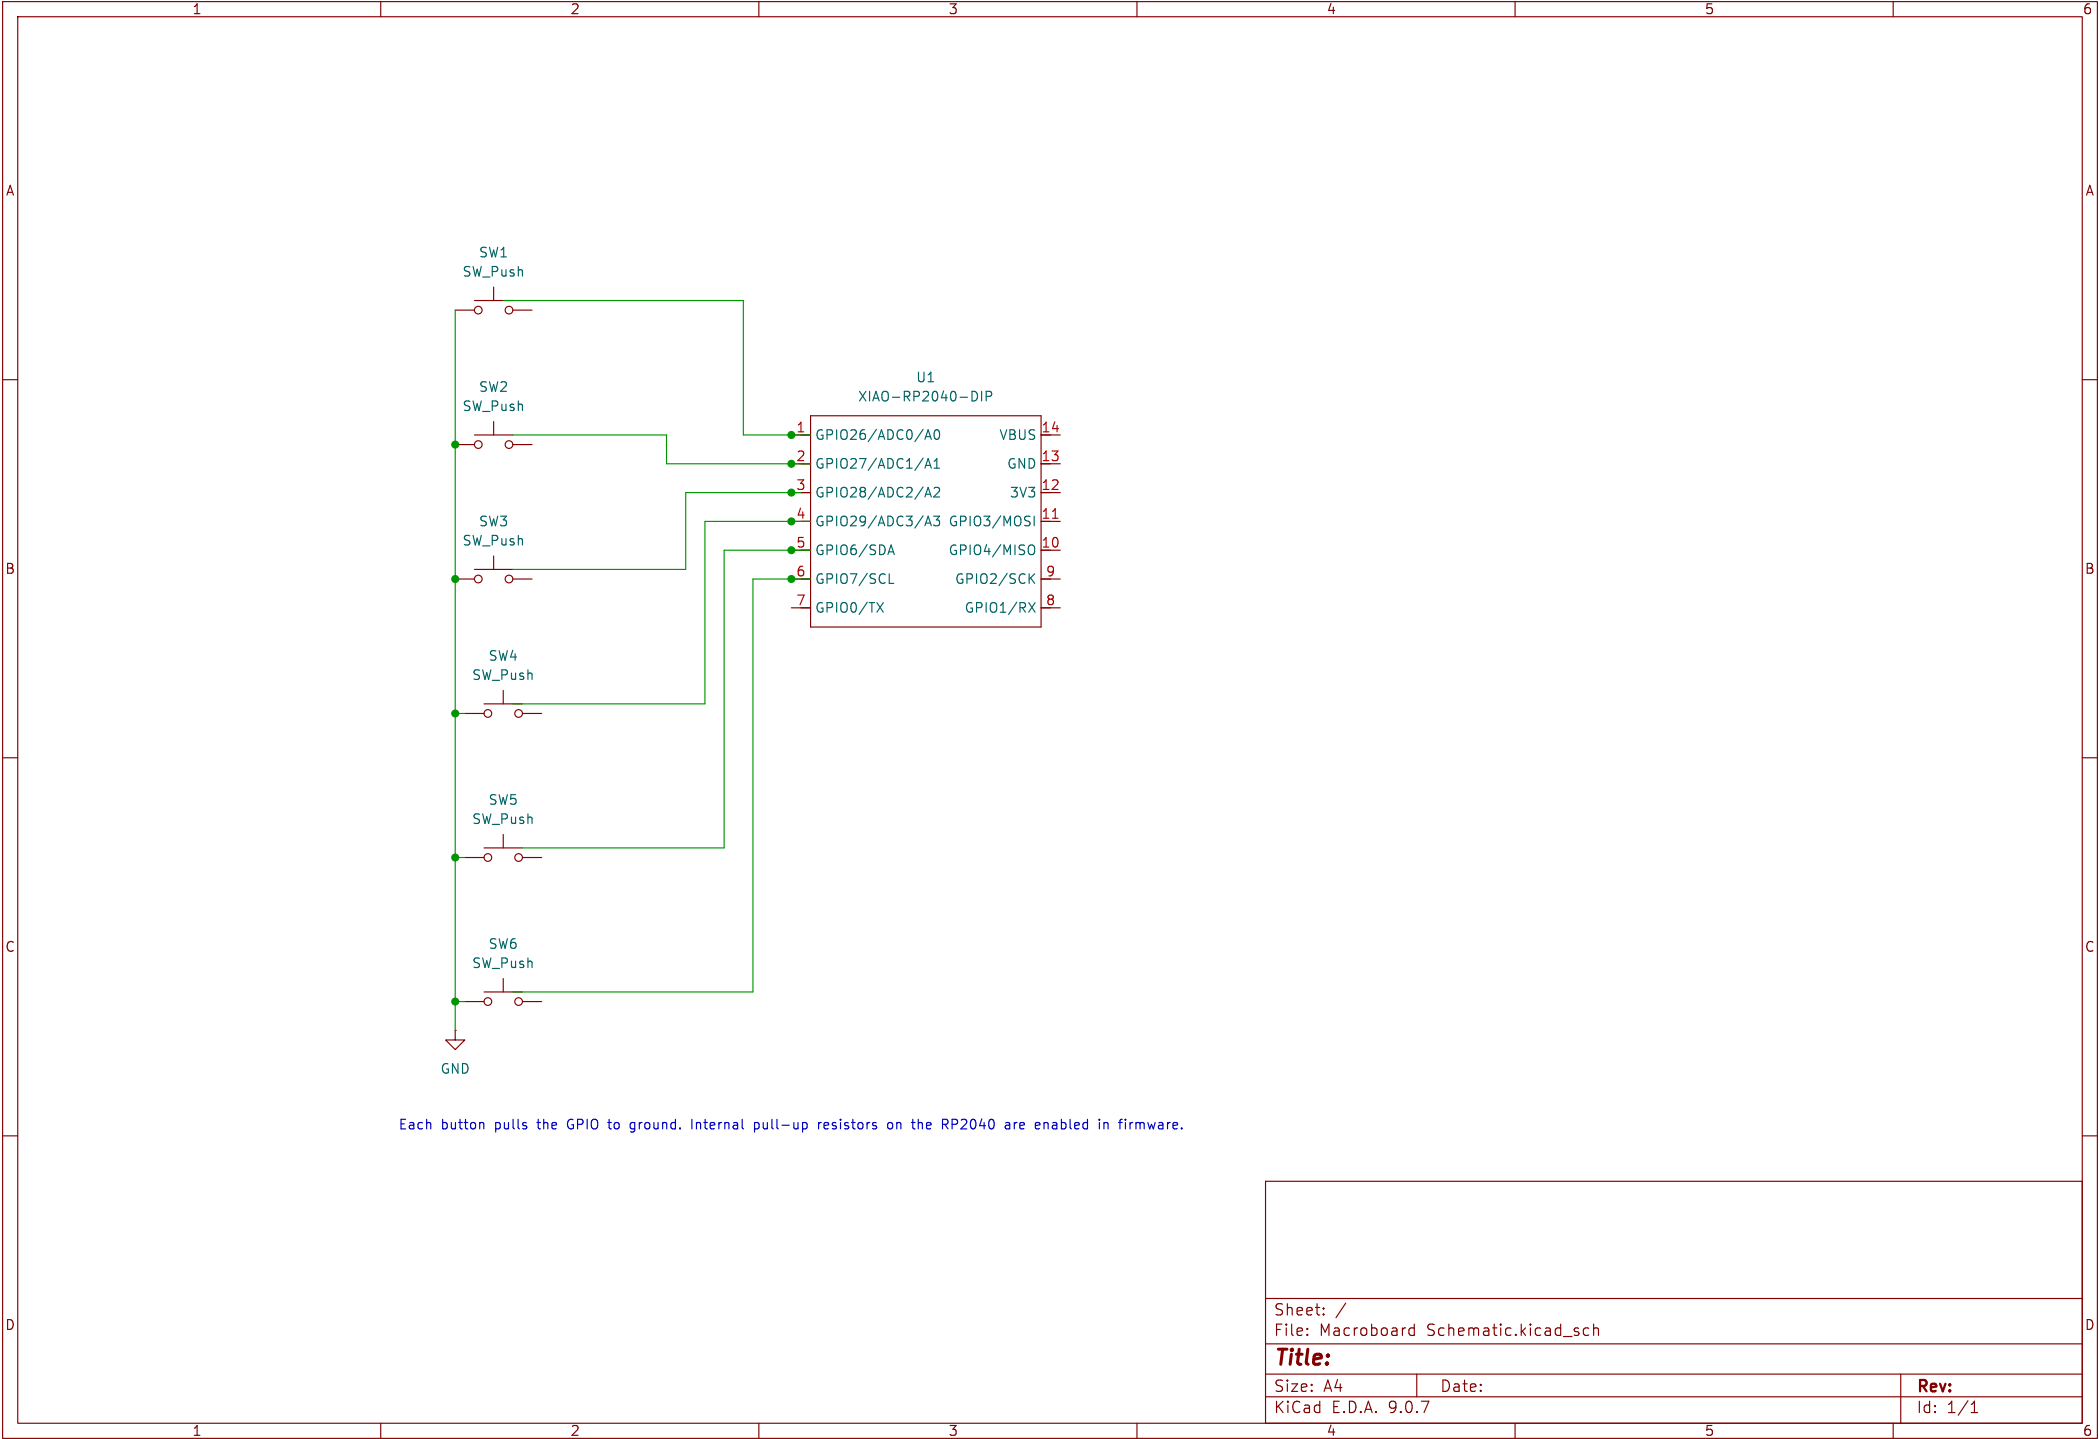 1 2 3 4 5 6
A A
SW1
SW_Push
U1
XIAO-RP2040-DIP
SW2
SW_Push
1 GPIO26/ADC0/A0 VBUS 14
2 GPIO27/ADC1/A1 GND 13
3 GPIO28/ADC2/A2 3V3 12
4 GPIO29/ADC3/A3 GPIO3/MOSI 11
5 GPIO6/SDA GPIO4/MISO 10
6 GPIO7/SCL GPIO2/SCK 9
7 GPIO0/TX GPIO1/RX 8
SW3
SW_Push
B B
SW4
SW_Push
SW5
SW_Push
C C
SW6
SW_Push
GND
Each button pulls the GPIO to ground. Internal pull-up resistors on the RP2040 are enabled in firmware.
D D
Sheet: /
File: Macroboard Schematic.kicad_sch
Title:
Size: A4 Date: Rev:
KiCad E.D.A. 9.0.7 Id: 1/1
1 2 3 4 5 6